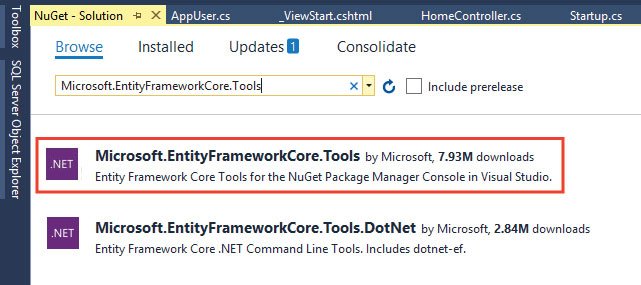 Toolbox
SQL Server Object Explorer
NuGet - Solution
AppUser.cs
_ViewStart.cshtml
HomeController.cs
Startup.cs
Browse
Installed
Updates 1
Consolidate
Microsoft.EntityFrameworkCore.Tools
Include prerelease
.NET
Microsoft.EntityFrameworkCore.Tools by Microsoft, 7.93M downloads
Entity Framework Core Tools for the NuGet Package Manager Console in Visual Studio.
.NET
Microsoft.EntityFrameworkCore.Tools.DotNet by Microsoft, 2.84M downloads
Entity Framework Core .NET Command Line Tools. Includes dotnet-ef.